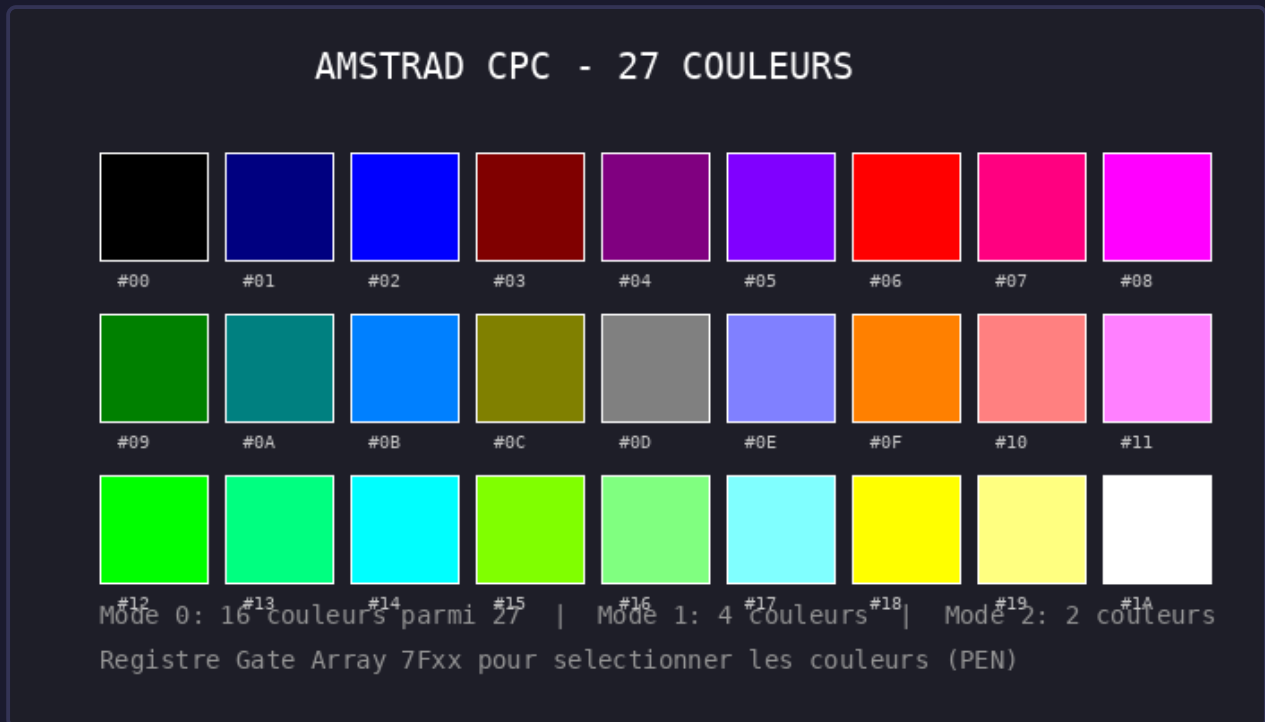 AMSTRAD CPC - 27 COULEURS
#00 #01 #02 #03 #04 #05 #06 #07 #08
#09 #0A #0B #0C #0D #0E #0F #10 #11
#12 #13 #14 #15 #16 #17 #18 #19 #1A
Mode 0: 16 couleurs parmi 27 | Mode 1: 4 couleurs | Mode 2: 2 couleurs
Registre Gate Array 7Fxx pour selectionner les couleurs (PEN)